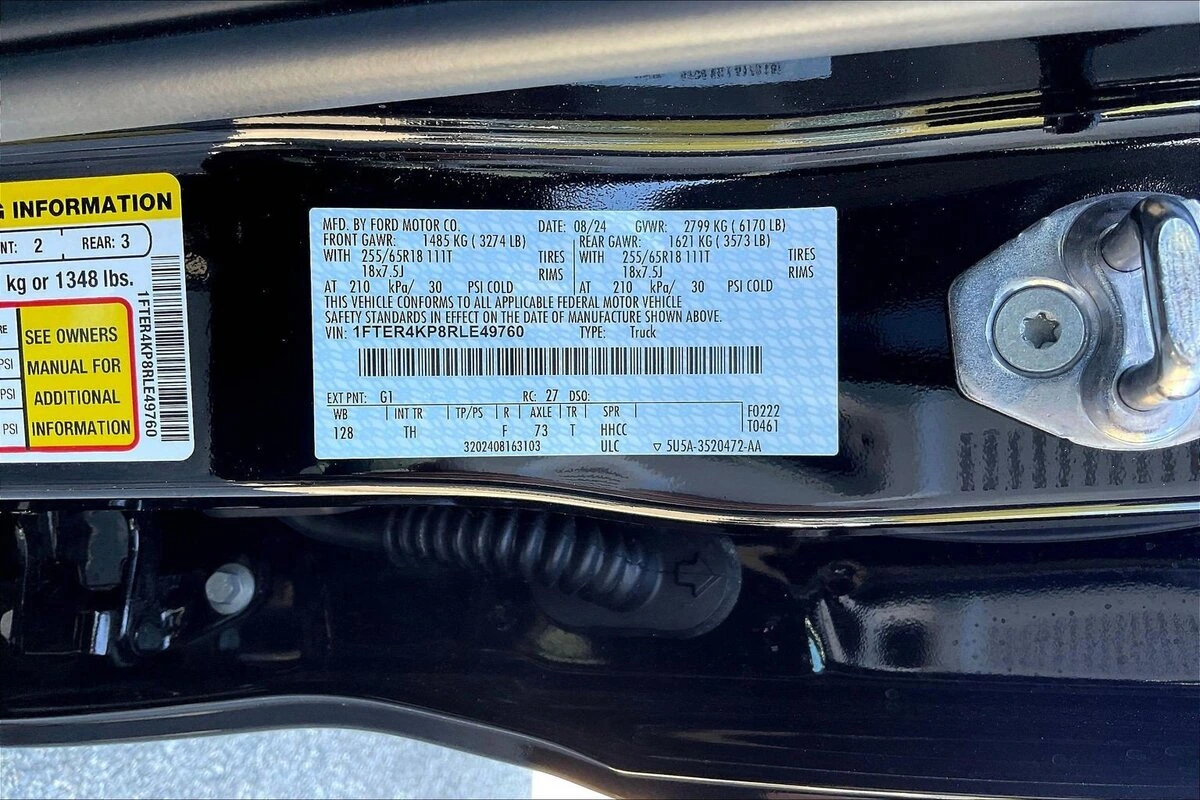 G INFORMATION
NT: 2 REAR: 3
kg or 1348 lbs.
RE
PSI
PSI
PSI
SEE OWNERS
MANUAL FOR
ADDITIONAL
INFORMATION
1FTER4KP8RLE49760
MFD. BY FORD MOTOR CO. DATE: 08/24 GVWR: 2799 KG ( 6170 LB)
FRONT GAWR: 1485 KG ( 3274 LB) REAR GAWR: 1621 KG ( 3573 LB)
WITH 255/65R18 111T TIRES WITH 255/65R18 111T TIRES
18x7.5J RIMS 18x7.5J RIMS
AT 210 kPa/ 30 PSI COLD AT 210 kPa/ 30 PSI COLD
THIS VEHICLE CONFORMS TO ALL APPLICABLE FEDERAL MOTOR VEHICLE
SAFETY STANDARDS IN EFFECT ON THE DATE OF MANUFACTURE SHOWN ABOVE.
VIN: 1FTER4KP8RLE49760 TYPE: Truck
EXT PNT: G1 RC: 27 DSO:
WB INT TR TP/PS R AXLE TR SPR F0222
128 TH F 73 T HHCC T0461
3202408163103 ULC ▽ 5U5A-3520472-AA